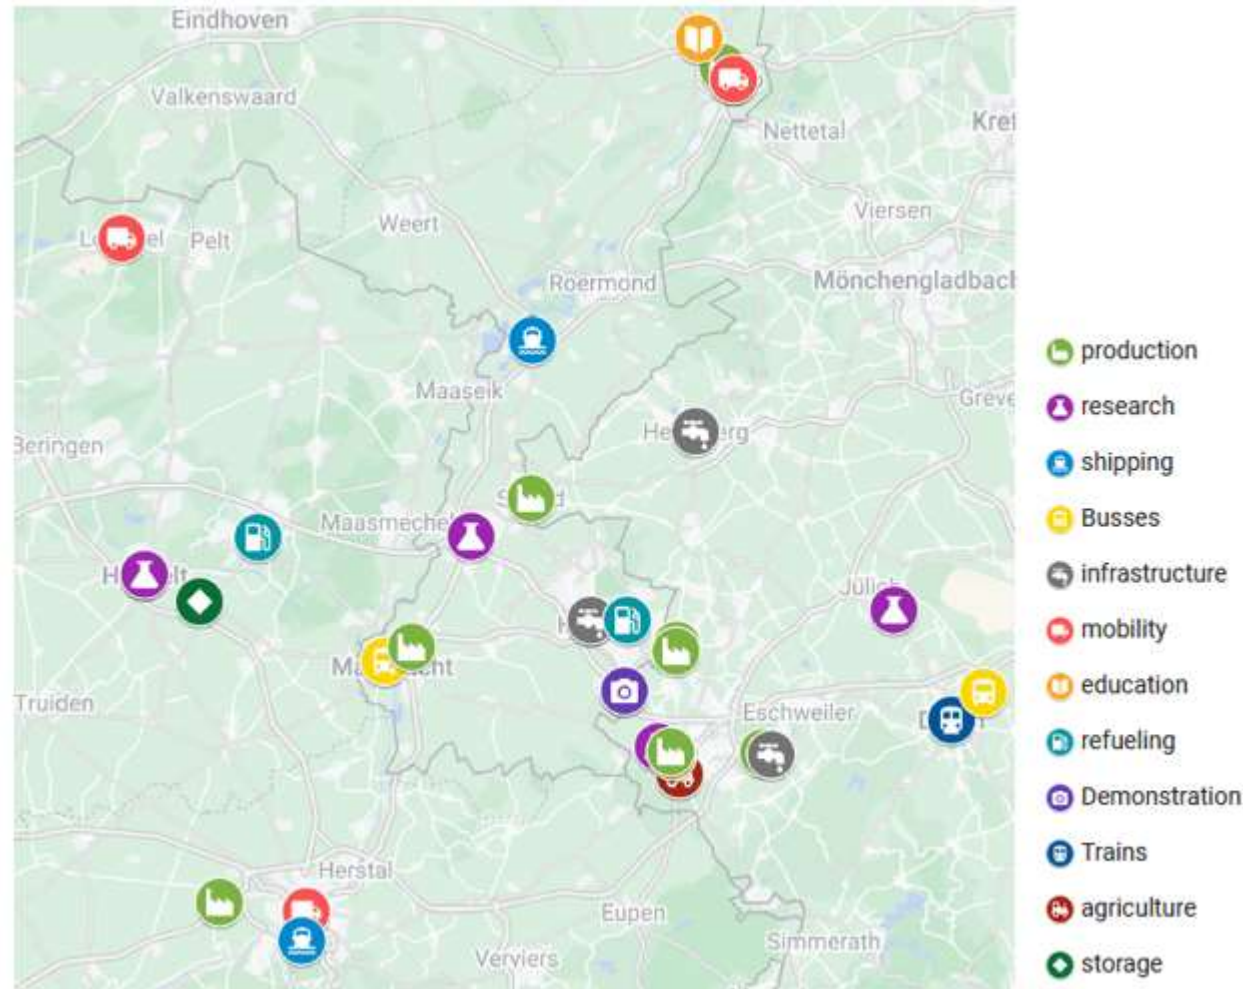 Eindhoven
Valkenswaard
Nettetal
Kref
Viersen
Weert
Pelt
Roermond
Mönchengladbach
Maaseik
Greve
Beringen
Maasmechel
Jülich
Truiden
Eschweiler
Herstal
Eupen
Simmerath
Verviers
production
research
shipping
Busses
infrastructure
mobility
education
refueling
Demonstration
Trains
agriculture
storage